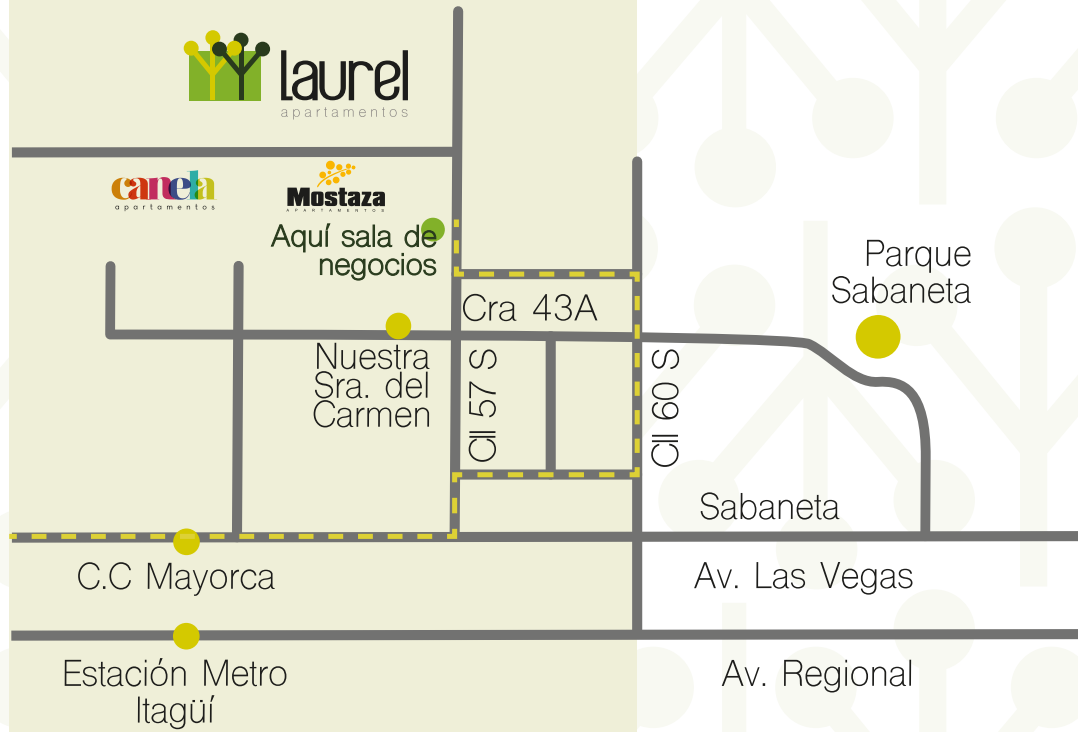 laurel
apartamentos
canela
apartamentos
Mostaza
APARTAMENTOS
Aquí sala de
negocios
Parque
Sabaneta
Cra 43A
Nuestra
Sra. del
Carmen
Cll 57 S
Cll 60 S
Sabaneta
C.C Mayorca
Av. Las Vegas
Estación Metro
Itagüí
Av. Regional